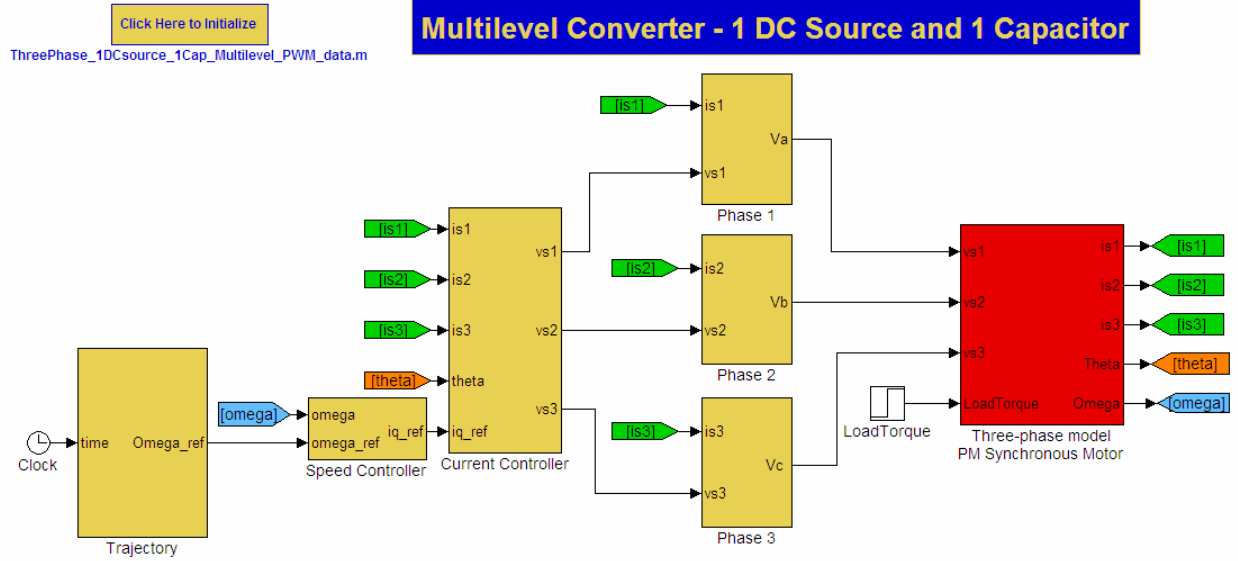 Click Here to Initialize
ThreePhase_1DCsource_1Cap_Multilevel_PWM_data.m
Multilevel Converter - 1 DC Source and 1 Capacitor
Clock
time
Omega_ref
Trajectory
[omega]
omega
omega_ref
iq_ref
Speed Controller
[is1]
[is2]
[is3]
[theta]
is1
is2
is3
theta
iq_ref
vs1
vs2
vs3
Current Controller
[is1]
is1
vs1
Va
Phase 1
[is2]
is2
vs2
Vb
Phase 2
[is3]
is3
vs3
Vc
Phase 3
LoadTorque
vs1
vs2
vs3
LoadTorque
is1
is2
is3
Theta
Omega
Three-phase model
PM Synchronous Motor
[is1]
[is2]
[is3]
[theta]
[omega]